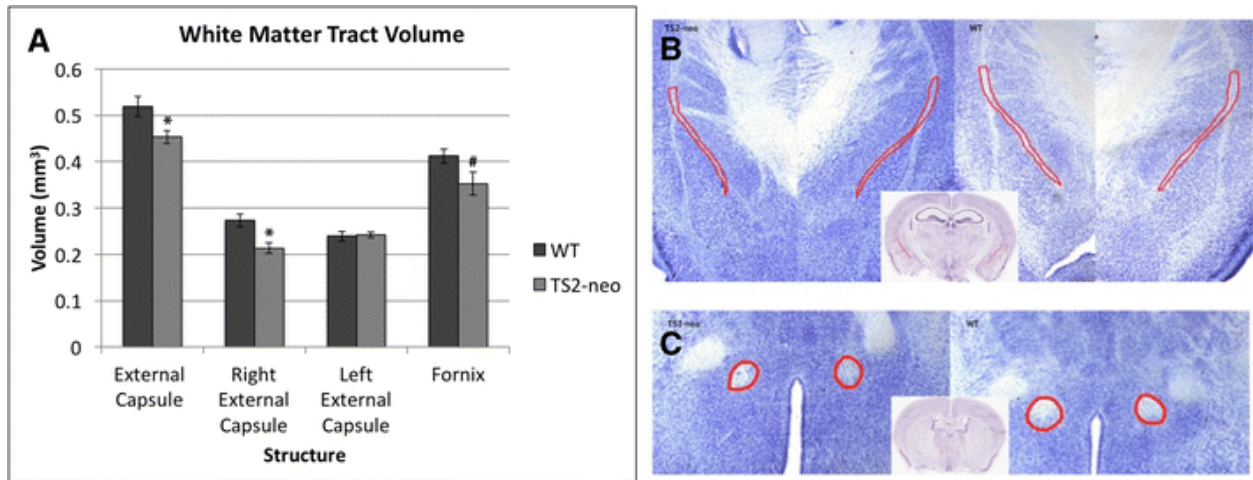 A
White Matter Tract Volume
0.6
0.5
0.4
0.3
0.2
0.1
0
Volume (mm³)
*
*
#
WT
TS2-neo
External
Capsule
Right
External
Capsule
Left
External
Capsule
Fornix
Structure
TS2-neo
WT
B
TS2-neo
WT
C